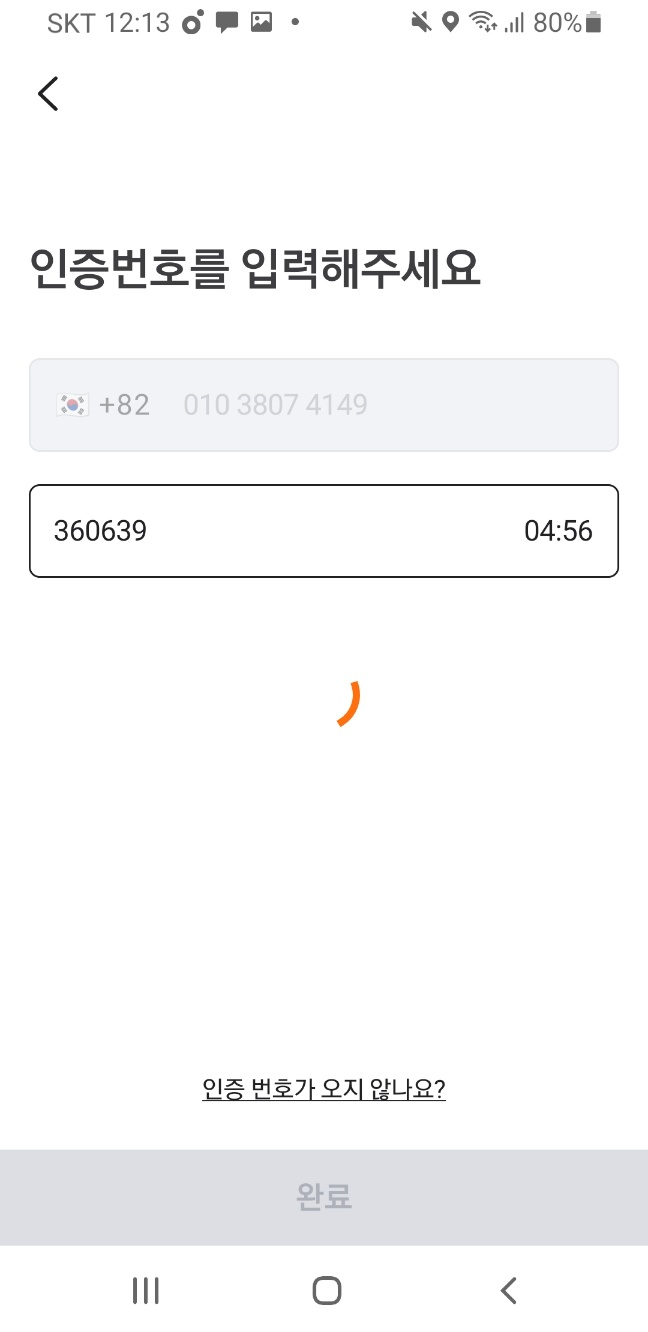 SKT 12:13 80%
인증번호를 입력해주세요
+82 010 3807 4149
360639 04:56
인증 번호가 오지 않나요?
완료